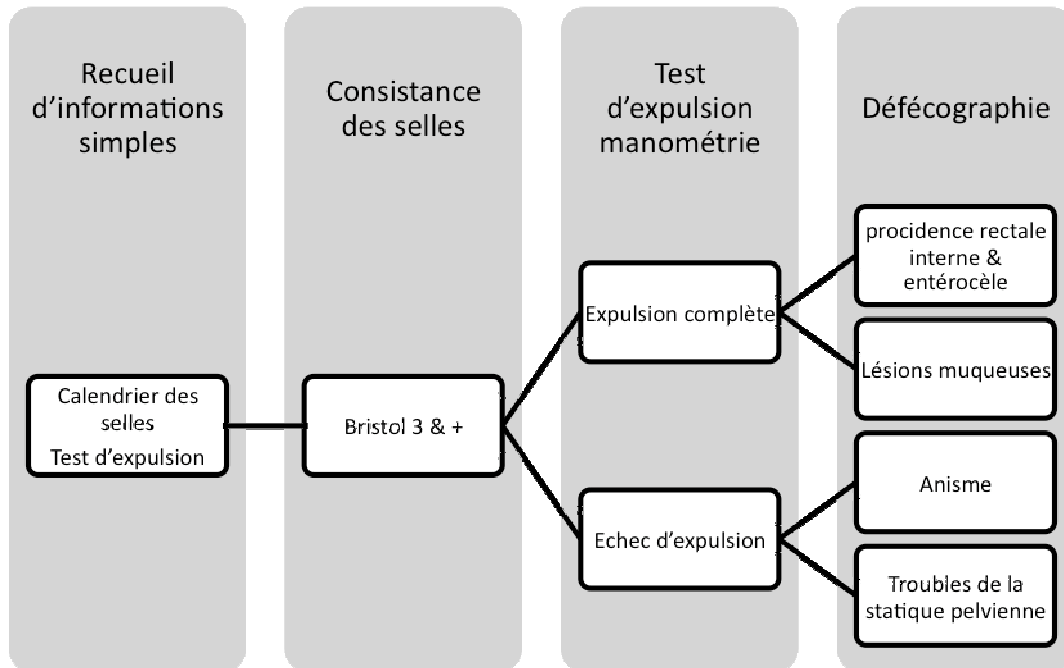 Recueil
d'informations
simples
Consistance
des selles
Test
d'expulsion
manométrie
Défécographie
Calendrier des
selles
Test d'expulsion
Bristol 3 & +
Expulsion complète
Echec d'expulsion
procidence rectale
interne &
entérocèle
Lésions muqueuses
Anisme
Troubles de la
statique pelvienne